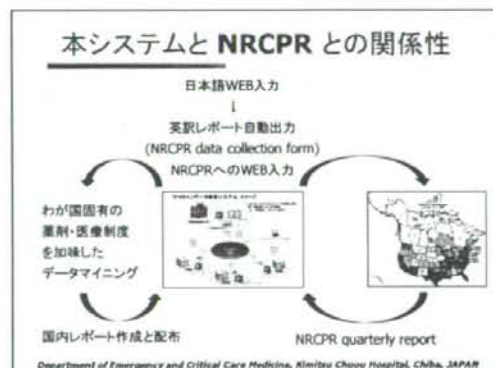 本システムと NRCPR との関係性
日本語WEB入力
↓
英訳レポート自動出力
(NRCPR data collection form)
NRCPRへのWEB入力
わが国固有の
薬剤・医療制度
を加味した
データマイニング
国内レポート作成と配布
NRCPR quarterly report
Department of Emergency and Critical Care Medicine, Kimitsu Chuou Hospital, Chiba, JAPAN